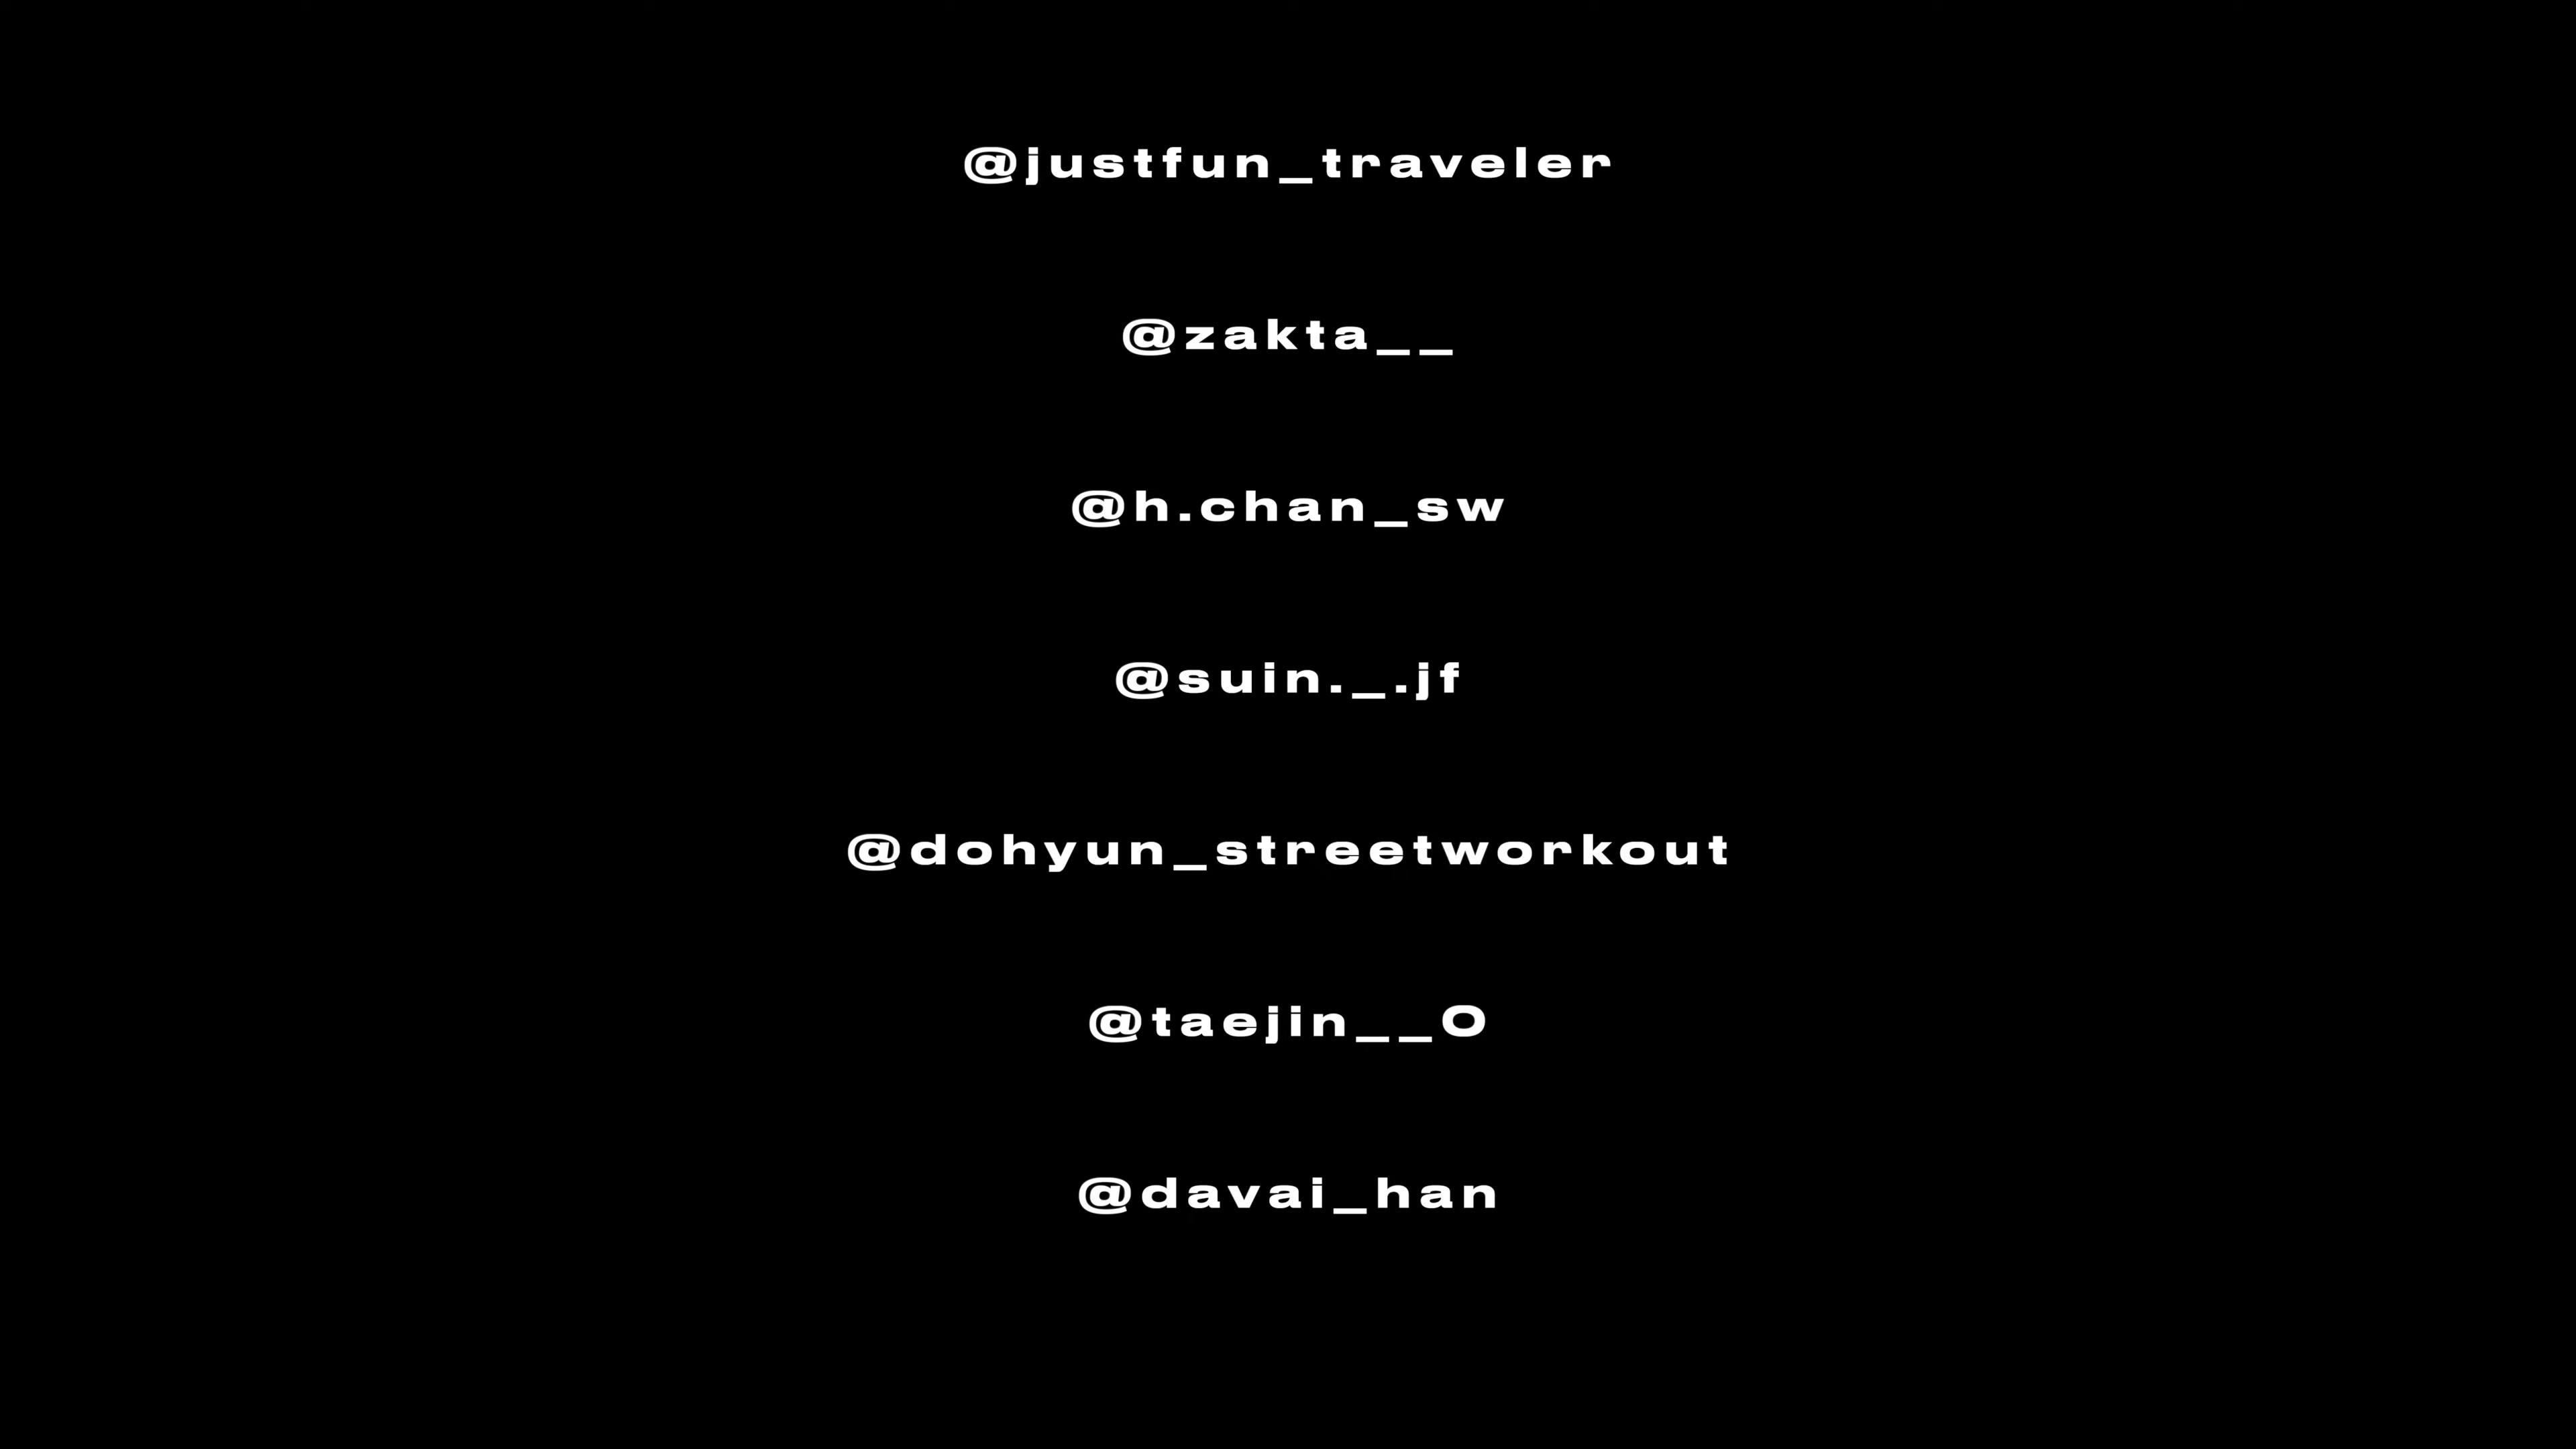 @justfun_traveler
@zakta__
@h.chan_sw
@suin._.jf
@dohyun_streetworkout
@taejin__O
@davai_han